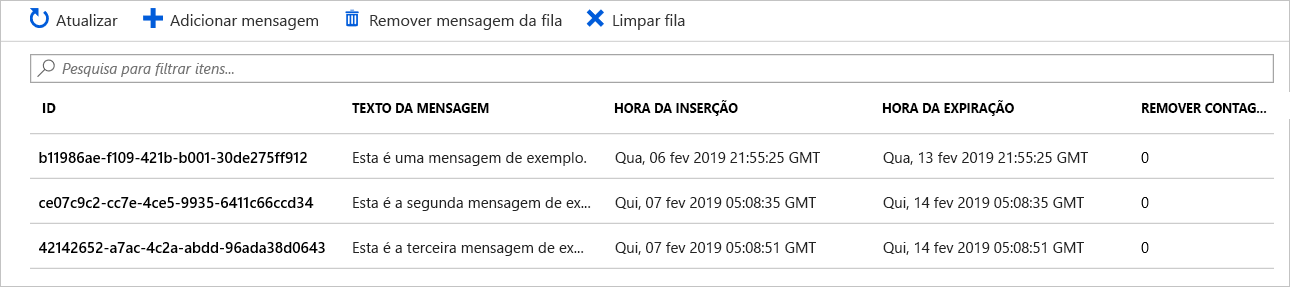 Atualizar Adicionar mensagem Remover mensagem da fila Limpar fila
Pesquisa para filtrar itens...
ID TEXTO DA MENSAGEM HORA DA INSERÇÃO HORA DA EXPIRAÇÃO REMOVER CONTAG...
b11986ae-f109-421b-b001-30de275ff912 Esta é uma mensagem de exemplo. Qua, 06 fev 2019 21:55:25 GMT Qua, 13 fev 2019 21:55:25 GMT 0
ce07c9c2-cc7e-4ce5-9935-6411c66ccd34 Esta é a segunda mensagem de ex... Qui, 07 fev 2019 05:08:35 GMT Qui, 14 fev 2019 05:08:35 GMT 0
42142652-a7ac-4c2a-abdd-96ada38d0643 Esta é a terceira mensagem de ex... Qui, 07 fev 2019 05:08:51 GMT Qui, 14 fev 2019 05:08:51 GMT 0